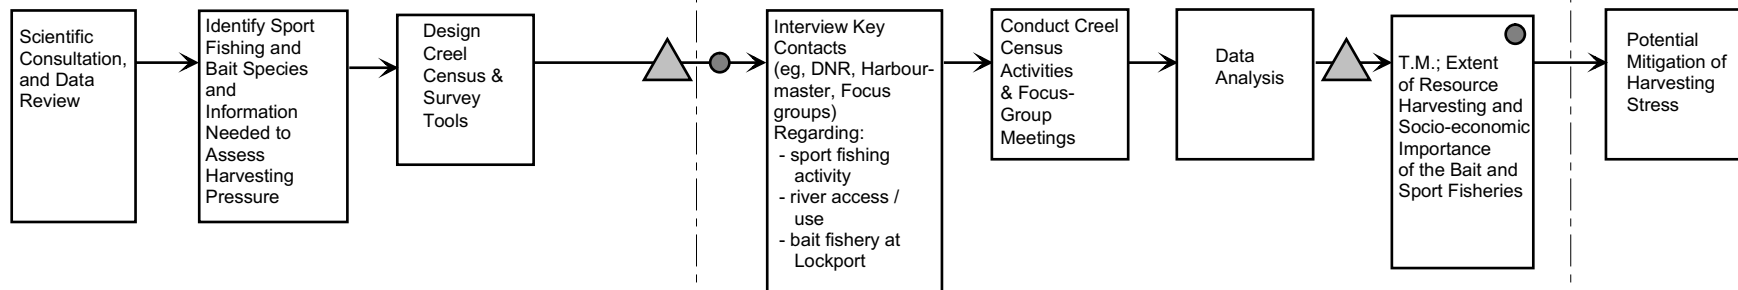 Scientific
Consultation,
and Data
Review
Identify Sport
Fishing and
Bait Species
and
Information
Needed to
Assess
Harvesting
Pressure
Design
Creel
Census &
Survey
Tools
Interview Key
Contacts
(eg, DNR, Harbour-
master, Focus
groups)
Regarding:
- sport fishing
activity
- river access /
use
- bait fishery at
Lockport
Conduct Creel
Census
Activities
& Focus-
Group
Meetings
Data
Analysis
T.M.; Extent
of Resource
Harvesting and
Socio-economic
Importance
of the Bait and
Sport Fisheries
Potential
Mitigation of
Harvesting
Stress